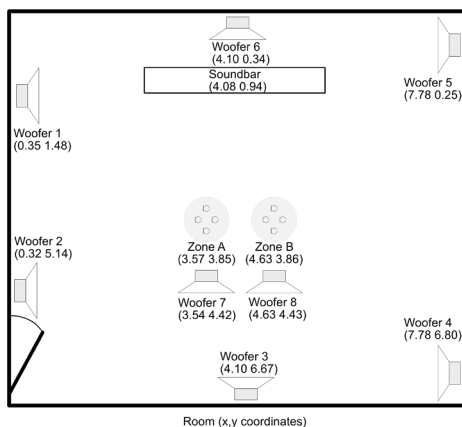 Woofer 6
(4.10 0.34)
Soundbar
(4.08 0.94)
Woofer 5
(7.78 0.25)
Woofer 1
(0.35 1.48)
Woofer 2
(0.32 5.14)
Zone A
(3.57 3.85)
Zone B
(4.63 3.86)
Woofer 7
(3.54 4.42)
Woofer 8
(4.63 4.43)
Woofer 4
(7.78 6.80)
Woofer 3
(4.10 6.67)
Room (x,y coordinates)